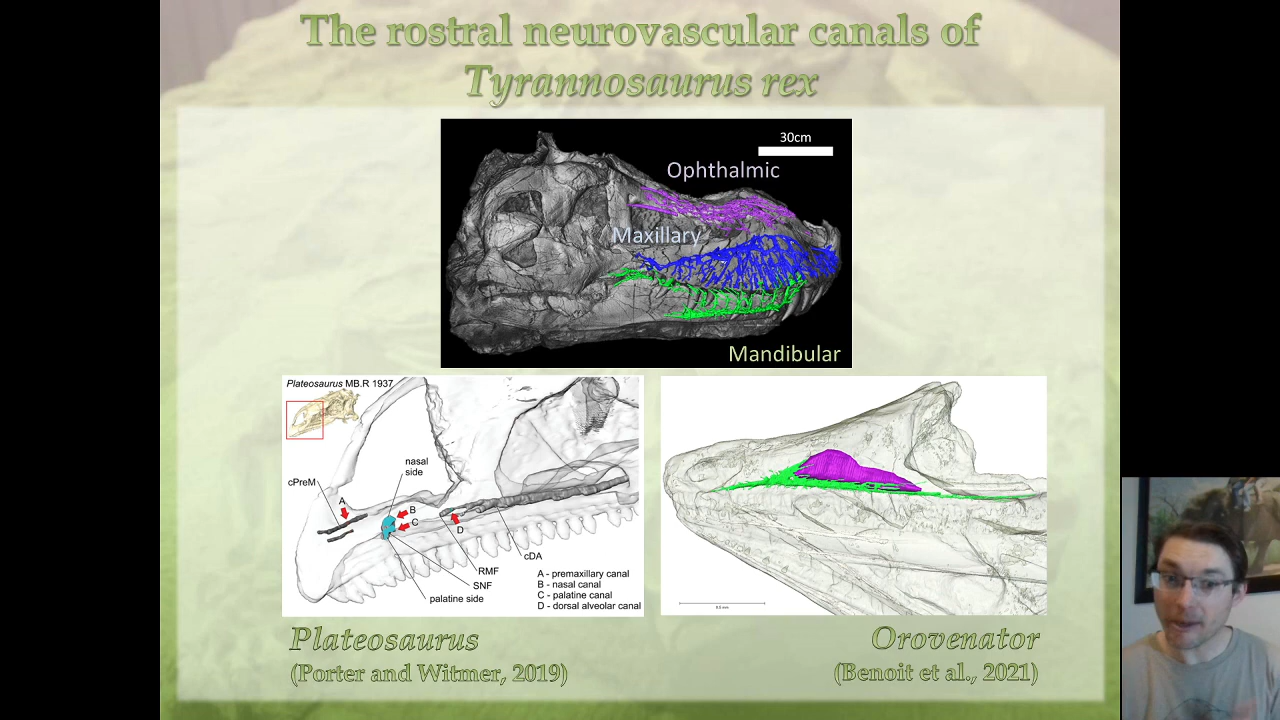 The rostral neurovascular canals of
Tyrannosaurus rex
30cm
Ophthalmic
Maxillary
Mandibular
Plateosaurus MB.R 1937
nasal
side
cPreM
A
B
C
D
cDA
RMF
SNF
palatine side
A - premaxillary canal
B - nasal canal
C - palatine canal
D - dorsal alveolar canal
Plateosaurus
(Porter and Witmer, 2019)
Orovenator
(Benoit et al., 2021)